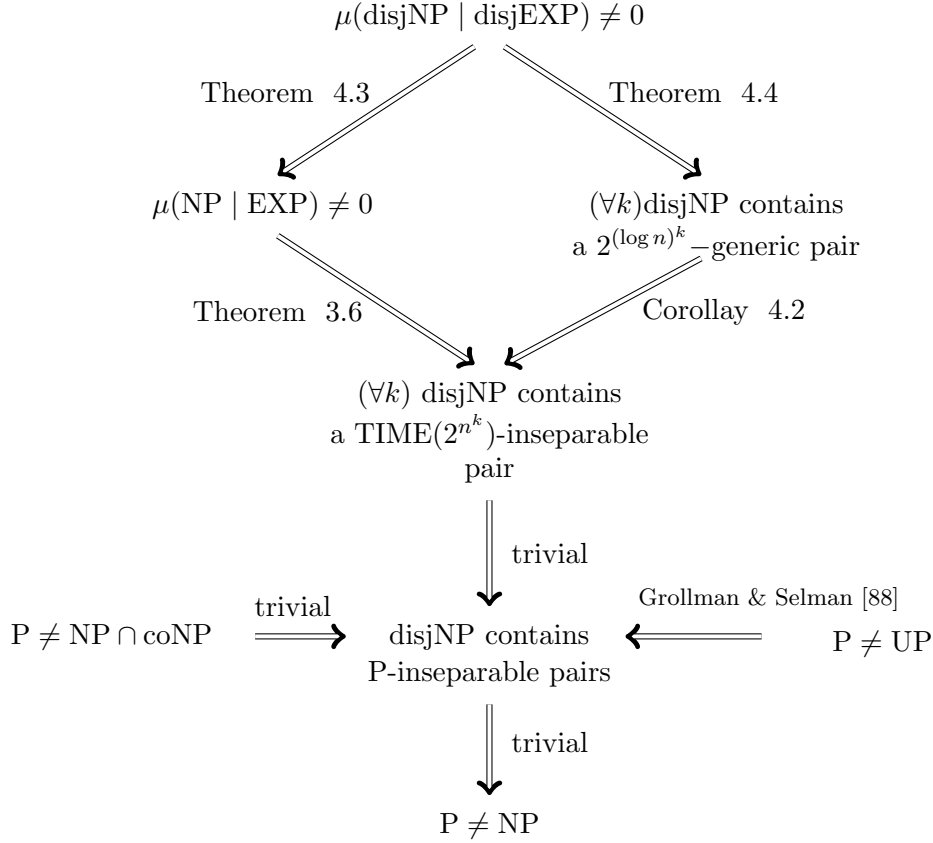 μ(disjNP | disjEXP) ≠ 0
Theorem 4.3
Theorem 4.4
μ(NP | EXP) ≠ 0
(∀k)disjNP contains
a 2^{(log n)^k}−generic pair
Theorem 3.6
Corollay 4.2
(∀k) disjNP contains
a TIME(2^{n^k})-inseparable
pair
trivial
Grollman & Selman [88]
trivial
P ≠ NP ∩ coNP
disjNP contains
P ≠ UP
P-inseparable pairs
trivial
P ≠ NP